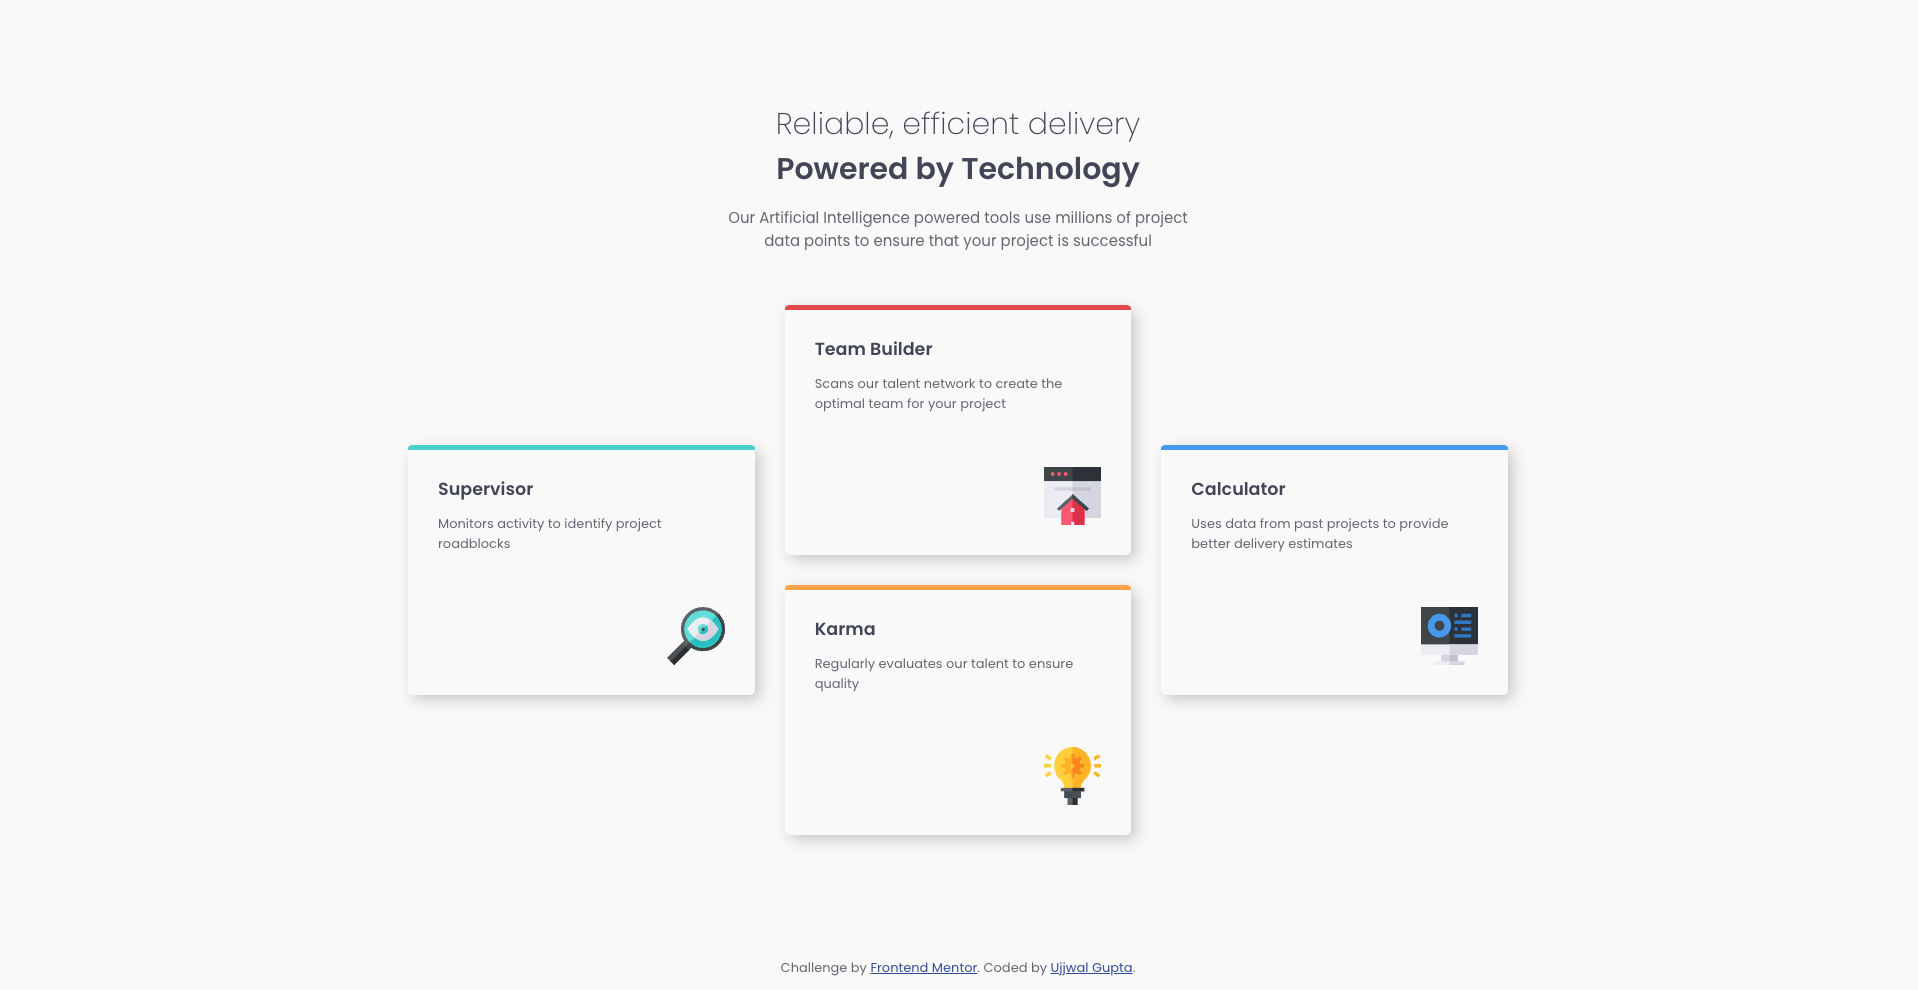 Reliable, efficient delivery
Powered by Technology
Our Artificial Intelligence powered tools use millions of project
data points to ensure that your project is successful
Team Builder
Scans our talent network to create the
optimal team for your project
Supervisor
Monitors activity to identify project
roadblocks
Calculator
Uses data from past projects to provide
better delivery estimates
Karma
Regularly evaluates our talent to ensure
quality
Challenge by Frontend Mentor. Coded by Ujjwal Gupta.